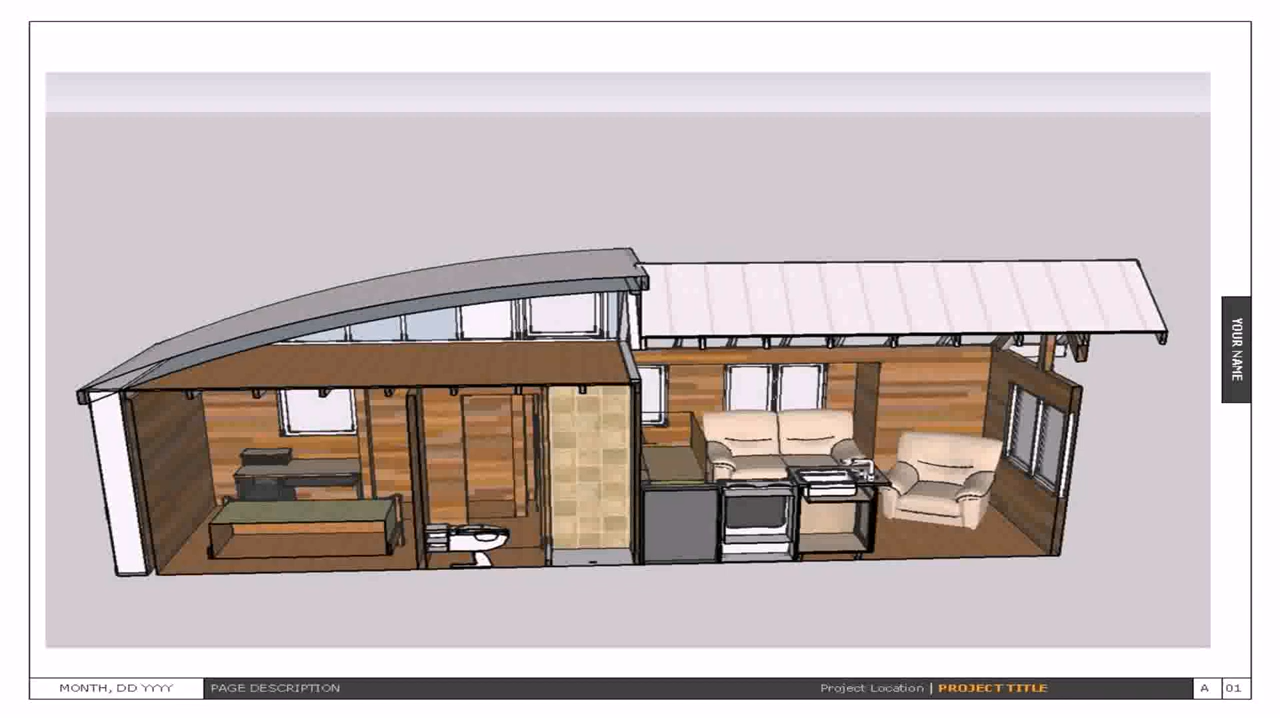 YOUR NAME
MONTH, DD YYYY
PAGE DESCRIPTION
Project Location | PROJECT TITLE
A 01